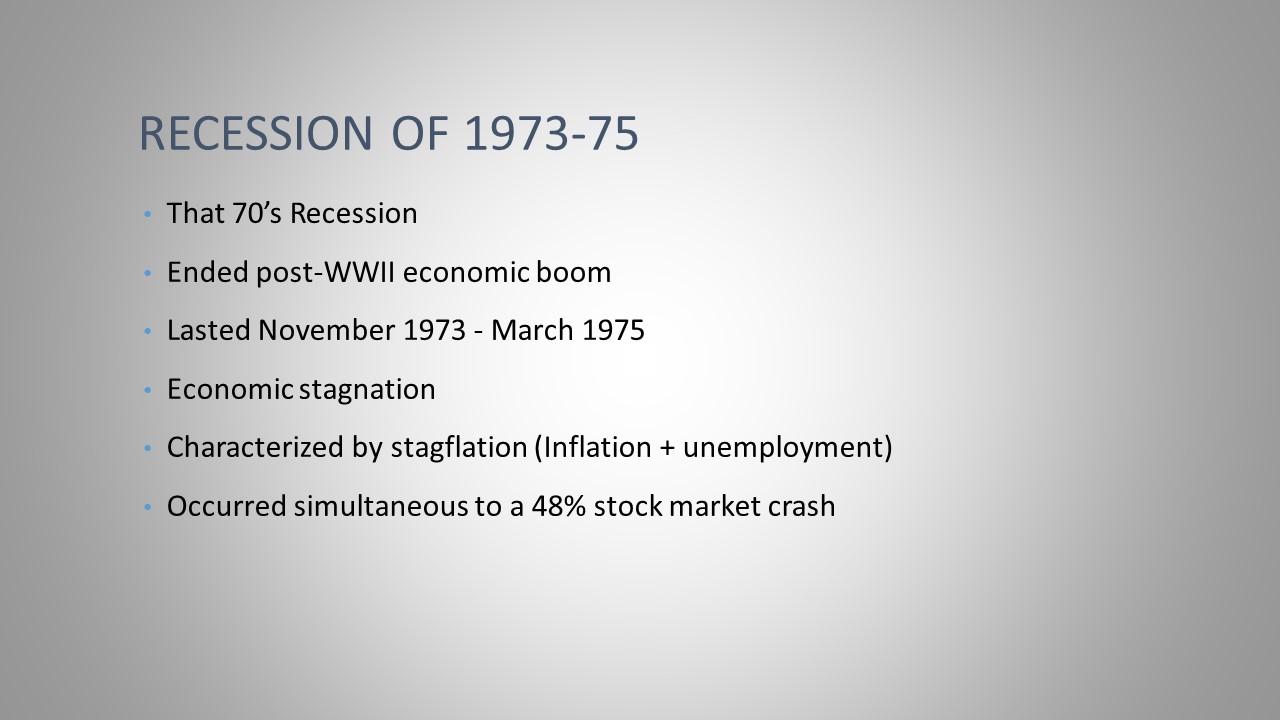 RECESSION OF 1973-75
• That 70’s Recession
• Ended post-WWII economic boom
• Lasted November 1973 - March 1975
• Economic stagnation
• Characterized by stagflation (Inflation + unemployment)
• Occurred simultaneous to a 48% stock market crash